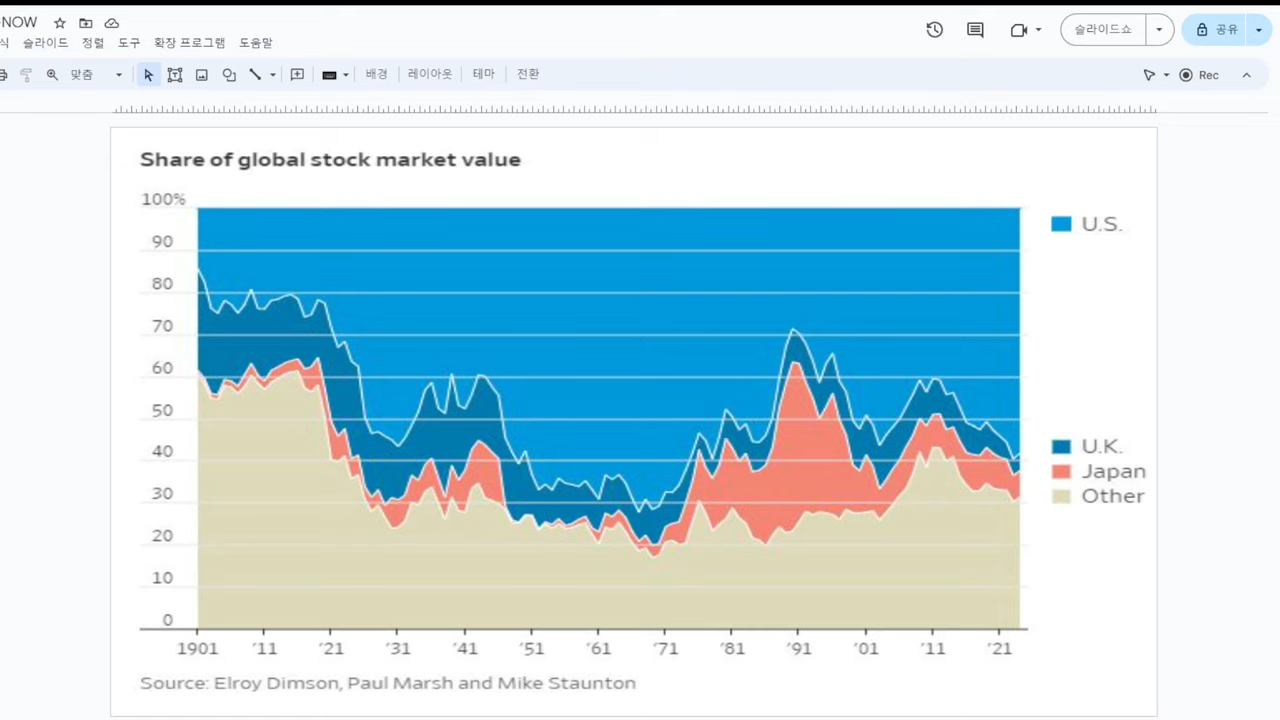 -NOW
식 슬라이드 정렬 도구 확장 프로그램 도움말
슬라이드쇼
공유
맞춤
배경 레이아웃 테마 전환
Rec
Share of global stock market value
100%
90
80
70
60
50
40
30
20
10
0
1901 ’11 ’21 ’31 ’41 ’51 ’61 ’71 ’81 ’91 ’01 ’11 ’21
U.S.
U.K.
Japan
Other
Source: Elroy Dimson, Paul Marsh and Mike Staunton